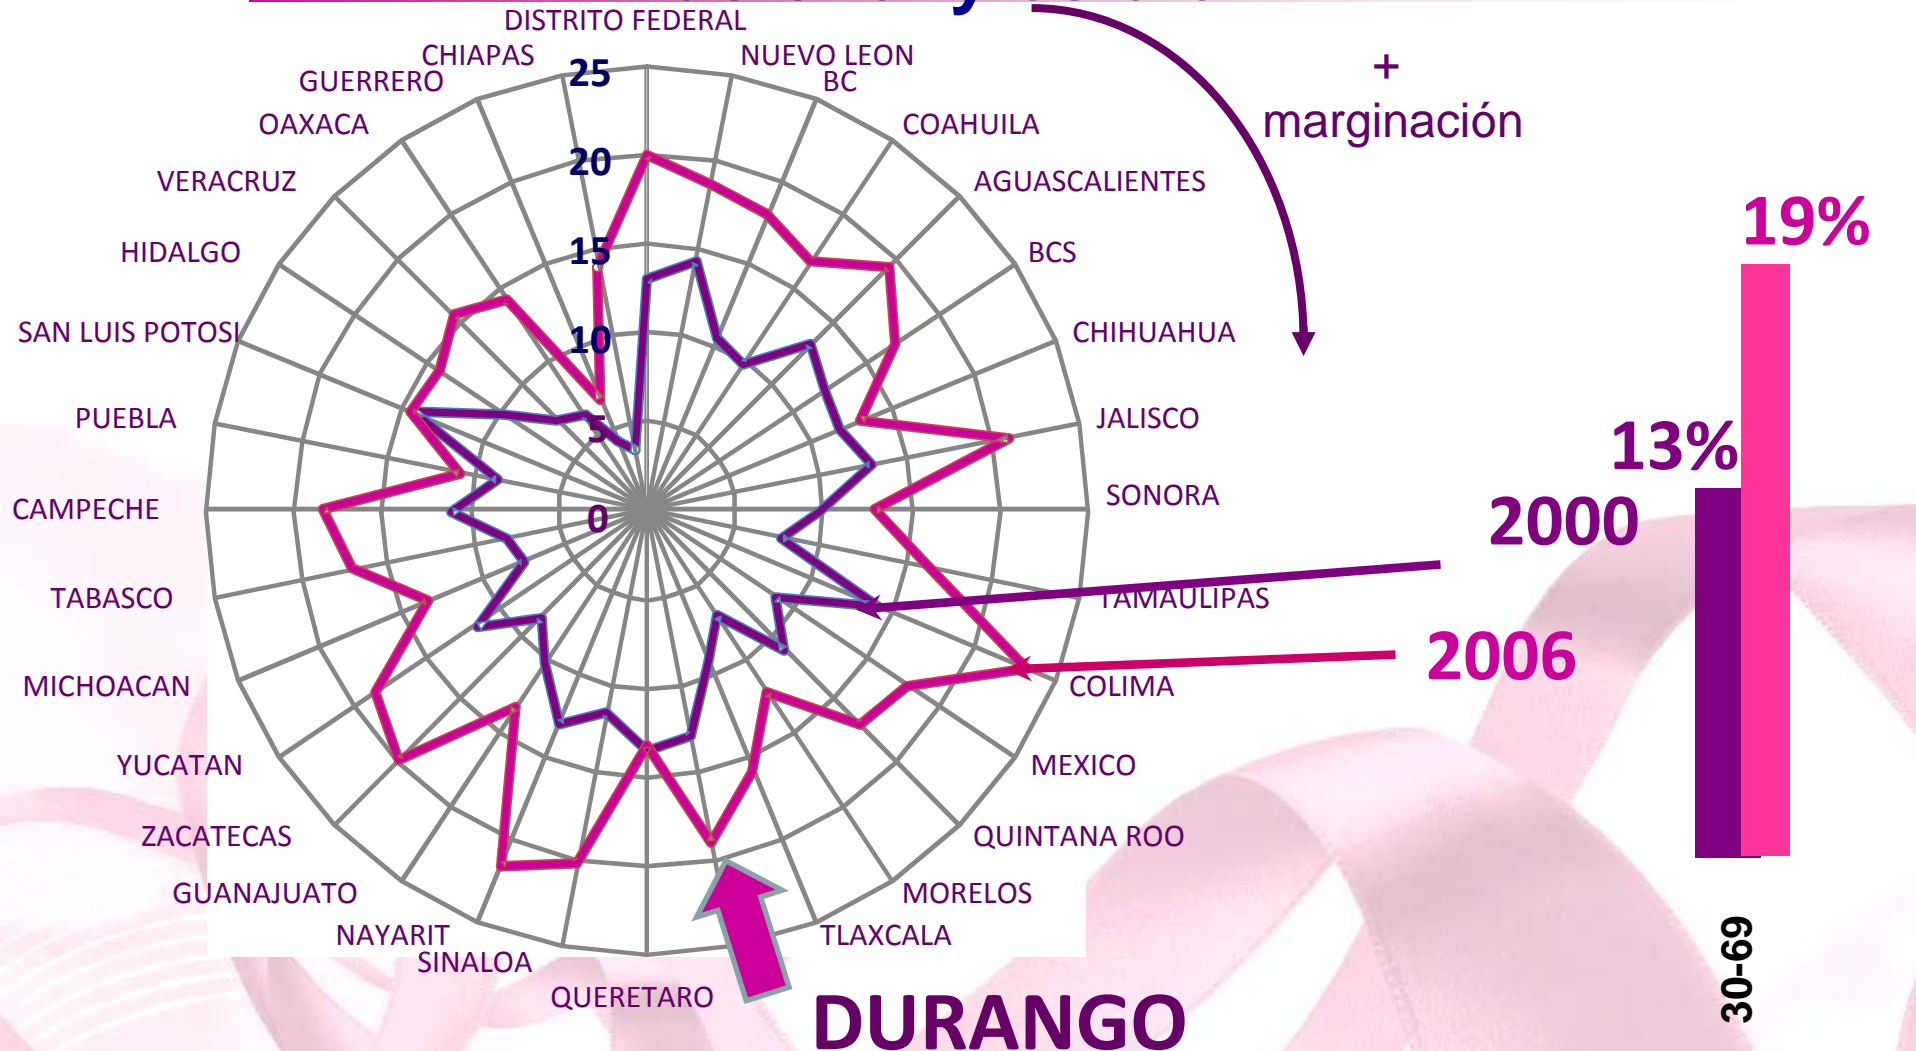 DISTRITO FEDERAL
NUEVO LEON
BC
COAHUILA
AGUASCALIENTES
BCS
CHIHUAHUA
JALISCO
SONORA
TAMAULIPAS
COLIMA
MEXICO
QUINTANA ROO
MORELOS
TLAXCALA
DURANGO
QUERETARO
SINALOA
NAYARIT
GUANAJUATO
ZACATECAS
YUCATAN
MICHOACAN
TABASCO
CAMPECHE
PUEBLA
SAN LUIS POTOSI
HIDALGO
VERACRUZ
OAXACA
GUERRERO
CHIAPAS
25
20
15
10
5
0
+
marginación
19%
13%
2000
2006
30-69